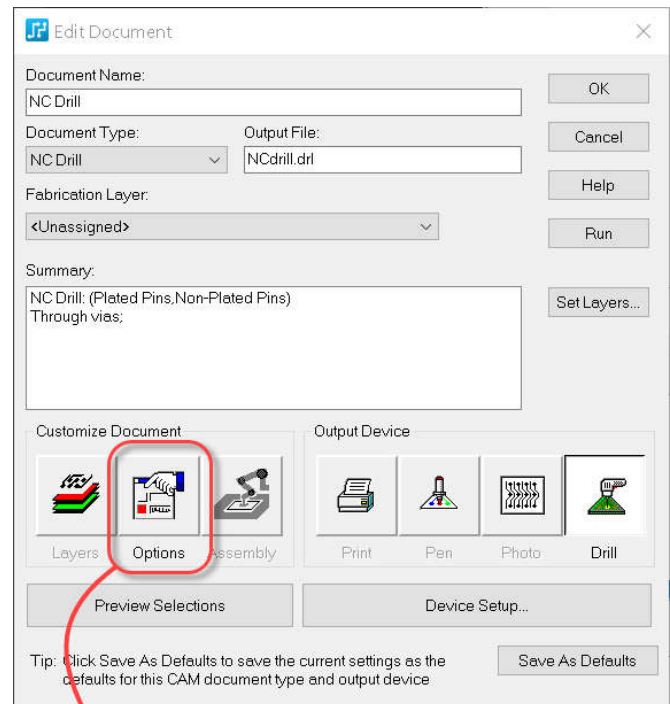 Edit Document
Document Name:
OK
NC Drill
Document Type:
Output File:
Cancel
NC Drill
NCdrill.drl
Fabrication Layer:
Help
<Unassigned>
Run
Summary:
NC Drill: (Plated Pins,Non-Plated Pins)
Through vias;
Set Layers...
Customize Document
Output Device
Layers
Options
Assembly
Print
Pen
Photo
Drill
Preview Selections
Device Setup...
Tip: Click Save As Defaults to save the current settings as the
defaults for this CAM document type and output device
Save As Defaults